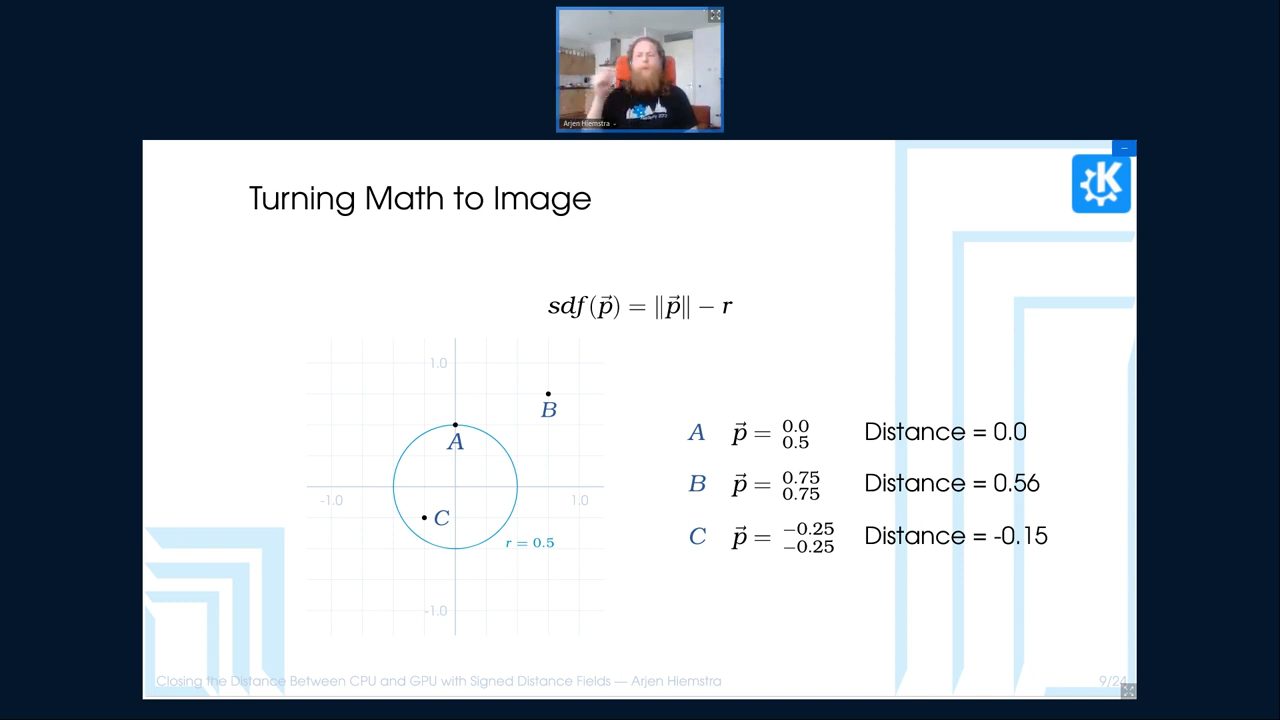 Arjen Hiemstra
Turning Math to Image
K
sdf(p⃗) = ‖p⃗‖ − r
1.0
B
A
-1.0
1.0
C
r = 0.5
-1.0
A p⃗ = 0.0 0.5 Distance = 0.0
B p⃗ = 0.75 0.75 Distance = 0.56
C p⃗ = −0.25 −0.25 Distance = -0.15
Closing the Distance Between CPU and GPU with Signed Distance Fields — Arjen Hiemstra
9/24